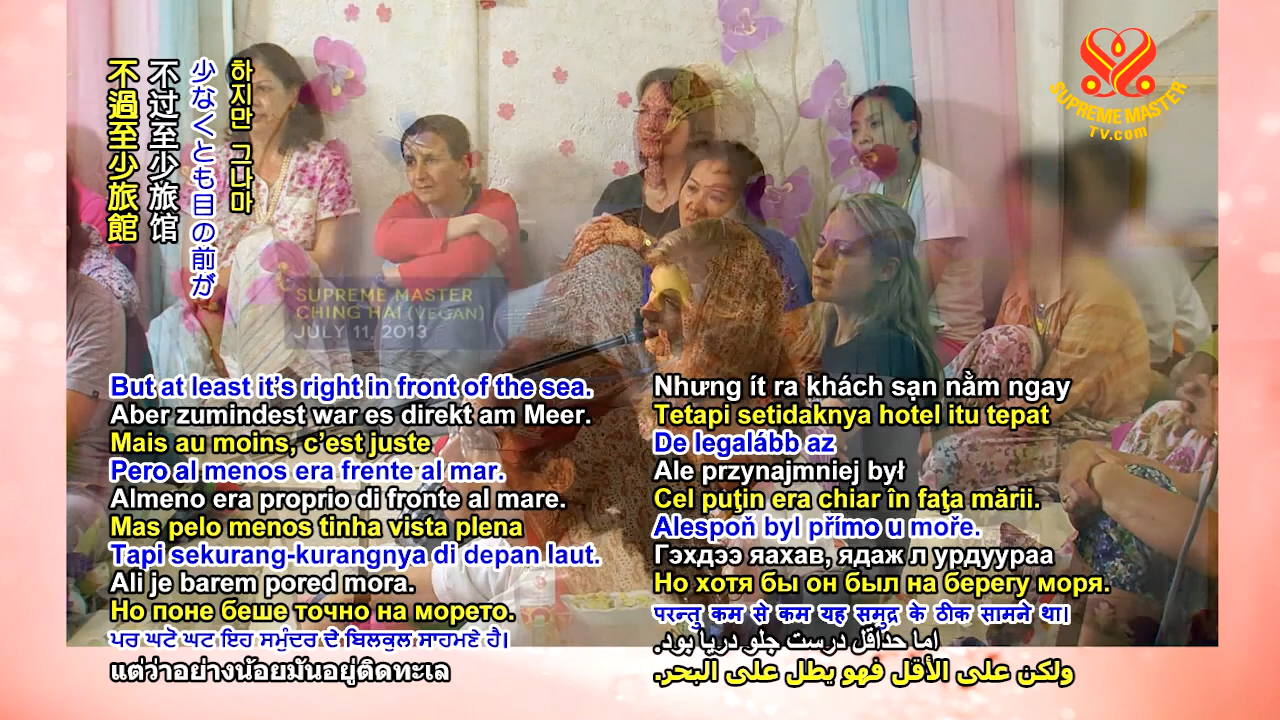 하지만 그나마
少なくとも目の前が
不过至少旅馆
不過至少旅館
SUPREME MASTER
TV.com
SUPREME MASTER
CHING HAI (VEGAN)
JULY 11, 2013
But at least it’s right in front of the sea.
Aber zumindest war es direkt am Meer.
Mais au moins, c’est juste
Pero al menos era frente al mar.
Almeno era proprio di fronte al mare.
Mas pelo menos tinha vista plena
Tapi sekurang-kurangnya di depan laut.
Ali je barem pored mora.
Но поне беше точно на морето.
ਪਰ ਘਟੋ ਘਟ ਇਹ ਸਮੁੰਦਰ ਦੇ ਬਿਲਕੁਲ ਸਾਹਮਣੇ ਹੈ।
แต่ว่าอย่างน้อยมันอยู่ติดทะเล
Nhưng ít ra khách sạn nằm ngay
Tetapi setidaknya hotel itu tepat
De legalább az
Ale przynajmniej był
Cel puţin era chiar în faţa mării.
Alespoň byl přímo u moře.
Гэхдээ яахав, ядаж л урдуураа
Но хотя бы он был на берегу моря.
परन्तु कम से कम यह समुद्र के ठीक सामने था।
اما حداقل درست جلو دریا بود.
ولكن على الأقل فهو يطل على البحر.